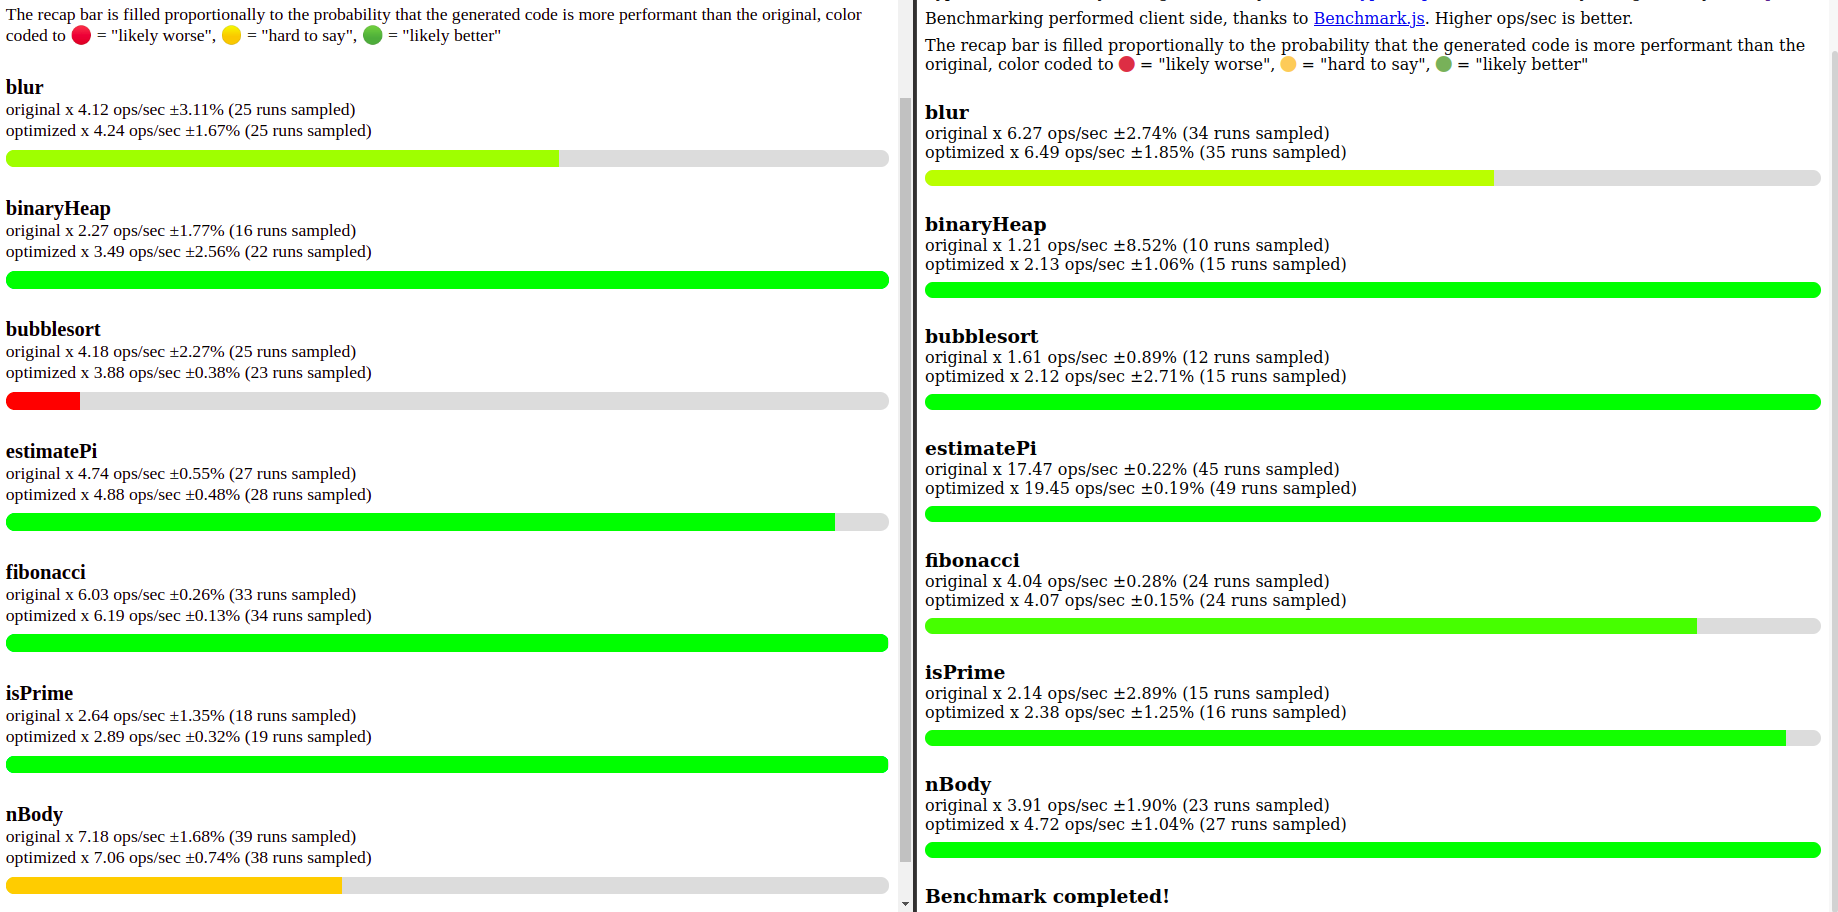 The recap bar is filled proportionally to the probability that the generated code is more performant than the original, color
coded to 🔴 = "likely worse", 🟡 = "hard to say", 🟢 = "likely better"
blur
original x 4.12 ops/sec ±3.11% (25 runs sampled)
optimized x 4.24 ops/sec ±1.67% (25 runs sampled)
binaryHeap
original x 2.27 ops/sec ±1.77% (16 runs sampled)
optimized x 3.49 ops/sec ±2.56% (22 runs sampled)
bubblesort
original x 4.18 ops/sec ±2.27% (25 runs sampled)
optimized x 3.88 ops/sec ±0.38% (23 runs sampled)
estimatePi
original x 4.74 ops/sec ±0.55% (27 runs sampled)
optimized x 4.88 ops/sec ±0.48% (28 runs sampled)
fibonacci
original x 6.03 ops/sec ±0.26% (33 runs sampled)
optimized x 6.19 ops/sec ±0.13% (34 runs sampled)
isPrime
original x 2.64 ops/sec ±1.35% (18 runs sampled)
optimized x 2.89 ops/sec ±0.32% (19 runs sampled)
nBody
original x 7.18 ops/sec ±1.68% (39 runs sampled)
optimized x 7.06 ops/sec ±0.74% (38 runs sampled)
Benchmarking performed client side, thanks to Benchmark.js. Higher ops/sec is better.
The recap bar is filled proportionally to the probability that the generated code is more performant than the
original, color coded to 🔴 = "likely worse", 🟡 = "hard to say", 🟢 = "likely better"
blur
original x 6.27 ops/sec ±2.74% (34 runs sampled)
optimized x 6.49 ops/sec ±1.85% (35 runs sampled)
binaryHeap
original x 1.21 ops/sec ±8.52% (10 runs sampled)
optimized x 2.13 ops/sec ±1.06% (15 runs sampled)
bubblesort
original x 1.61 ops/sec ±0.89% (12 runs sampled)
optimized x 2.12 ops/sec ±2.71% (15 runs sampled)
estimatePi
original x 17.47 ops/sec ±0.22% (45 runs sampled)
optimized x 19.45 ops/sec ±0.19% (49 runs sampled)
fibonacci
original x 4.04 ops/sec ±0.28% (24 runs sampled)
optimized x 4.07 ops/sec ±0.15% (24 runs sampled)
isPrime
original x 2.14 ops/sec ±2.89% (15 runs sampled)
optimized x 2.38 ops/sec ±1.25% (16 runs sampled)
nBody
original x 3.91 ops/sec ±1.90% (23 runs sampled)
optimized x 4.72 ops/sec ±1.04% (27 runs sampled)
Benchmark completed!